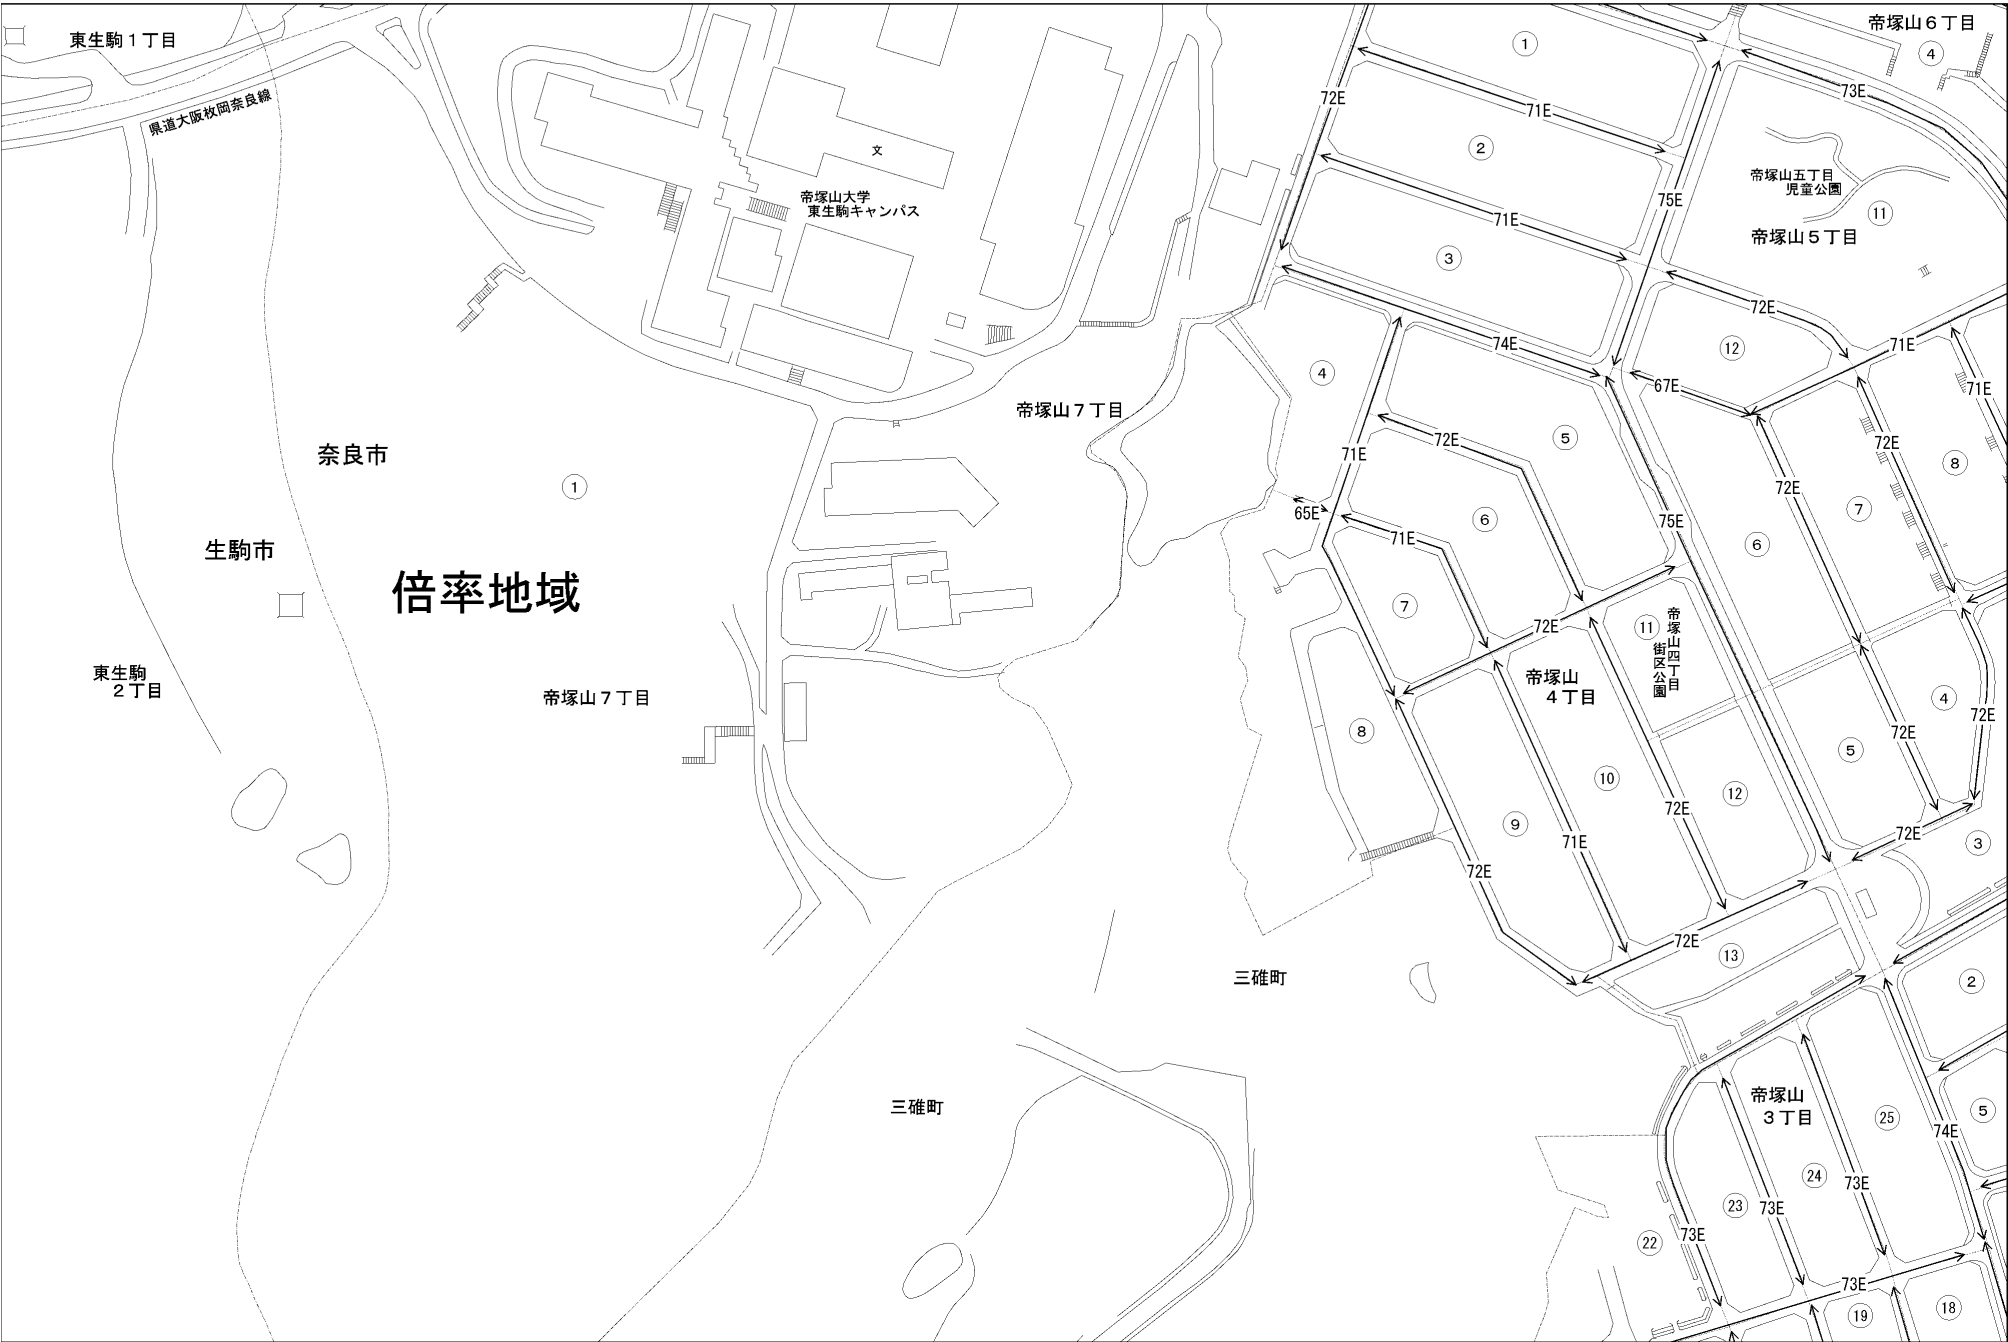 東生駒１丁目
県道大阪枚岡奈良線
文
帝塚山大学
東生駒キャンパス
奈良市
①
生駒市
倍率地域
東生駒
２丁目
帝塚山７丁目
帝塚山７丁目
三碓町
三碓町
帝塚山６丁目
④
①
72E
71E
73E
②
帝塚山五丁目
児童公園
75E
⑪
71E
帝塚山５丁目
③
72E
74E
⑫
71E
④
67E
71E
⑤
72E
72E
71E
⑧
72E
⑦
65E
⑥
75E
71E
⑥
⑦
72E
⑪
帝塚山四丁目
街区公園
帝塚山
４丁目
④
72E
⑧
72E
⑤
⑩
⑫
72E
⑨
71E
72E
③
72E
72E
⑬
②
帝塚山
３丁目
㉕
⑤
74E
㉔
73E
㉓
73E
73E
㉒
73E
⑲
⑱